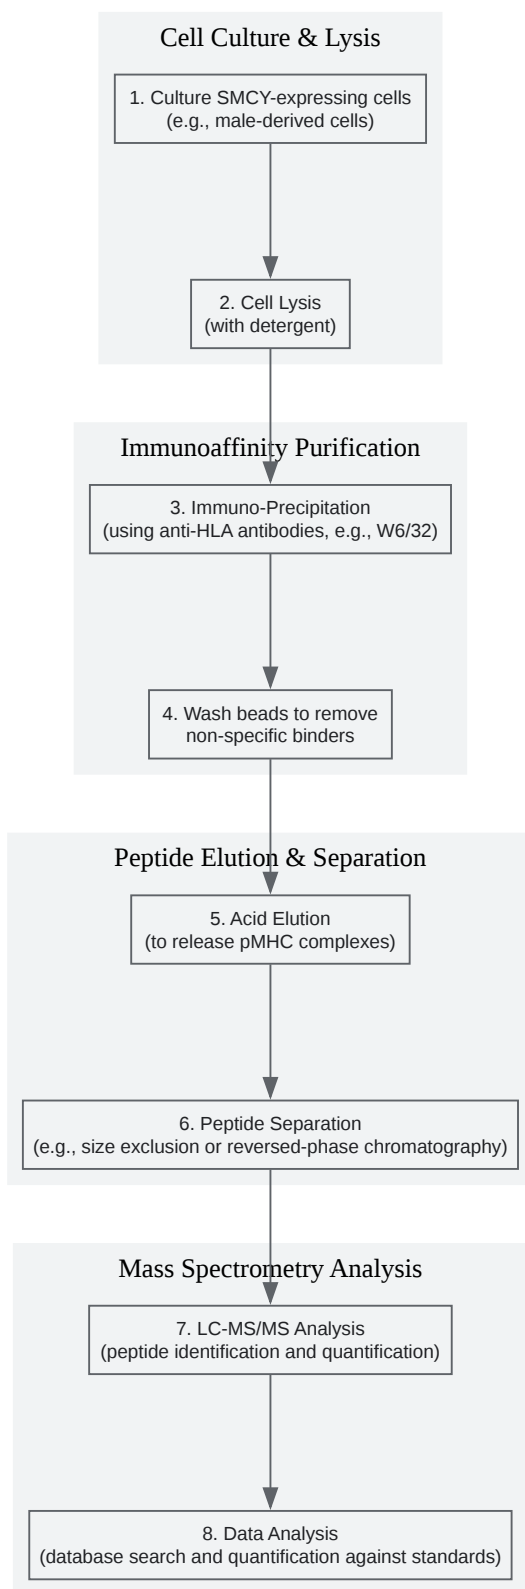 Cell Culture & Lysis
1. Culture SMCY-expressing cells
(e.g., male-derived cells)
2. Cell Lysis
(with detergent)
Immunoaffinity Purification
3. Immuno-Precipitation
(using anti-HLA antibodies, e.g., W6/32)
4. Wash beads to remove
non-specific binders
Peptide Elution & Separation
5. Acid Elution
(to release pMHC complexes)
6. Peptide Separation
(e.g., size exclusion or reversed-phase chromatography)
Mass Spectrometry Analysis
7. LC-MS/MS Analysis
(peptide identification and quantification)
8. Data Analysis
(database search and quantification against standards)